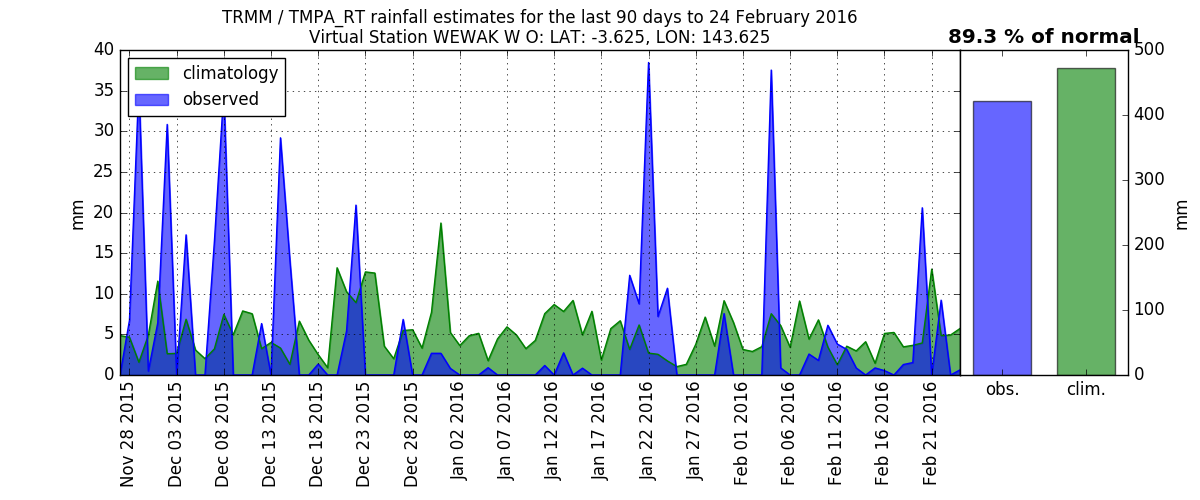 TRMM / TMPA_RT rainfall estimates for the last 90 days to 24 February 2016
Virtual Station WEWAK W O: LAT: -3.625, LON: 143.625
89.3 % of normal
climatology
observed
40
35
30
25
20
15
10
5
0
mm
Nov 28 2015
Dec 03 2015
Dec 08 2015
Dec 13 2015
Dec 18 2015
Dec 23 2015
Dec 28 2015
Jan 02 2016
Jan 07 2016
Jan 12 2016
Jan 17 2016
Jan 22 2016
Jan 27 2016
Feb 01 2016
Feb 06 2016
Feb 11 2016
Feb 16 2016
Feb 21 2016
500
400
300
200
100
0
mm
obs.
clim.